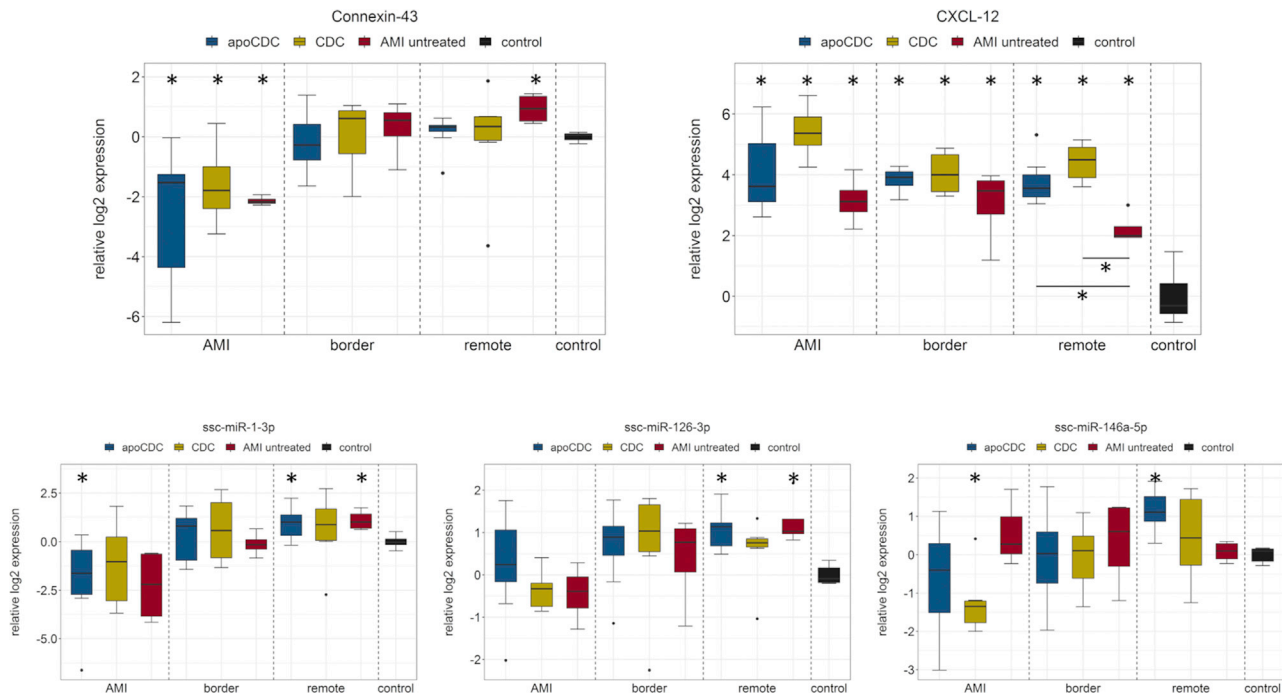 Connexin-43
apoCDC CDC AMI untreated control
* * * *
relative log2 expression
2
0
-2
-4
-6
AMI border remote control
CXCL-12
apoCDC CDC AMI untreated control
* * * * * * * * *
relative log2 expression
6
4
2
0
*
*
AMI border remote control
ssc-miR-1-3p
apoCDC CDC AMI untreated control
* * *
relative log2 expression
2.5
0.0
-2.5
-5.0
AMI border remote control
ssc-miR-126-3p
apoCDC CDC AMI untreated control
* *
relative log2 expression
2
1
0
-1
-2
AMI border remote control
ssc-miR-146a-5p
apoCDC CDC AMI untreated control
* *
relative log2 expression
2
1
0
-1
-2
-3
AMI border remote control